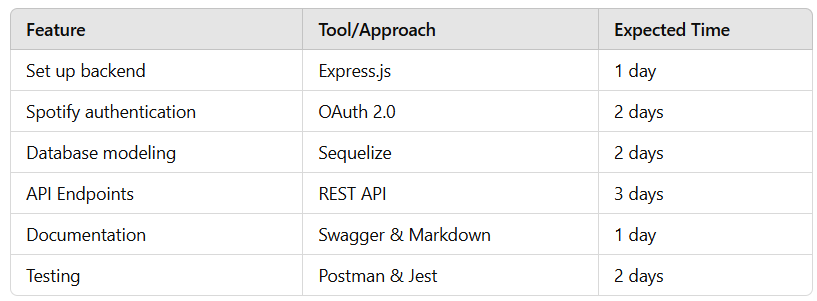 Feature Tool/Approach Expected Time
Set up backend Express.js 1 day
Spotify authentication OAuth 2.0 2 days
Database modeling Sequelize 2 days
API Endpoints REST API 3 days
Documentation Swagger & Markdown 1 day
Testing Postman & Jest 2 days